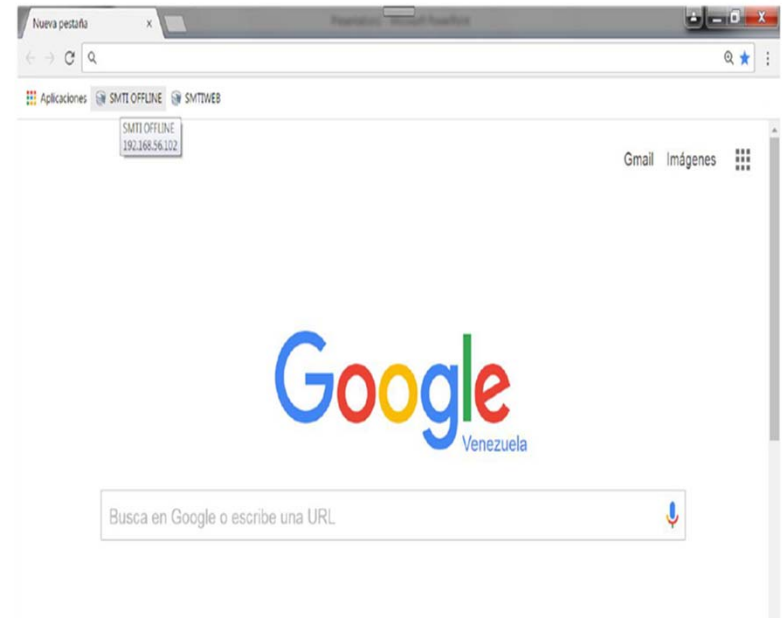 Nueva pestaña
Aplicaciones SMTI OFFLINE SMTIWEB
SMTI OFFLINE
192.168.56.102
Gmail Imágenes
Google
Venezuela
Busca en Google o escribe una URL